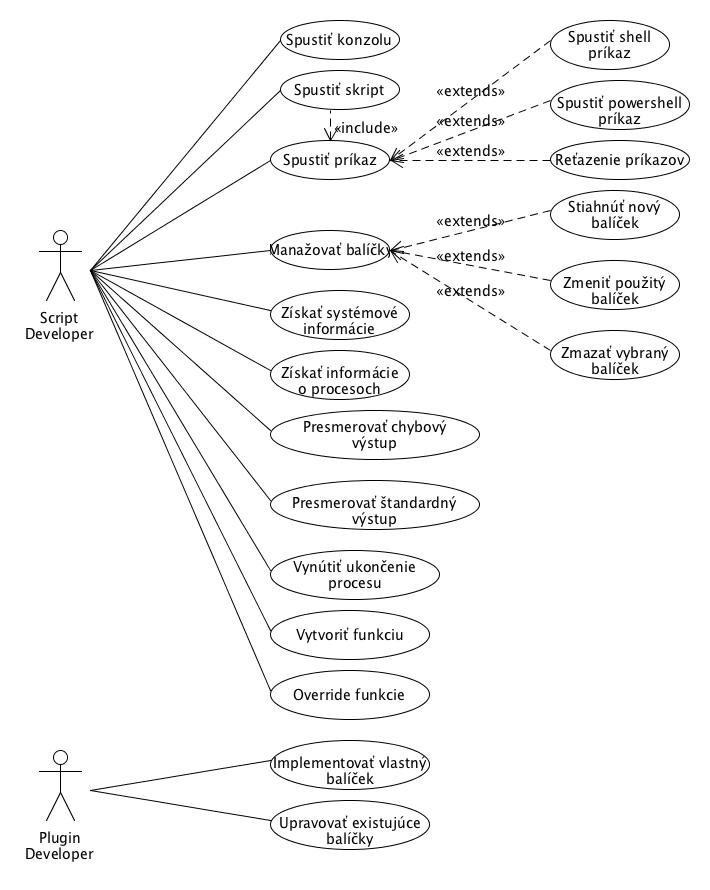 Spustiť konzolu
Spustiť skript
«include»
Spustiť príkaz
«extends»
Spustiť shell
príkaz
«extends»
Spustiť powershell
príkaz
«extends»
Reťazenie príkazov
Manažovať balíčky
«extends»
Stiahnúť nový
balíček
«extends»
Zmeniť použitý
balíček
«extends»
Zmazať vybraný
balíček
Script
Developer
Získať systémové
informácie
Získať informácie
o procesoch
Presmerovať chybový
výstup
Presmerovať štandardný
výstup
Vynútiť ukončenie
procesu
Vytvoriť funkciu
Override funkcie
Plugin
Developer
Implementovať vlastný
balíček
Upravovať existujúce
balíčky